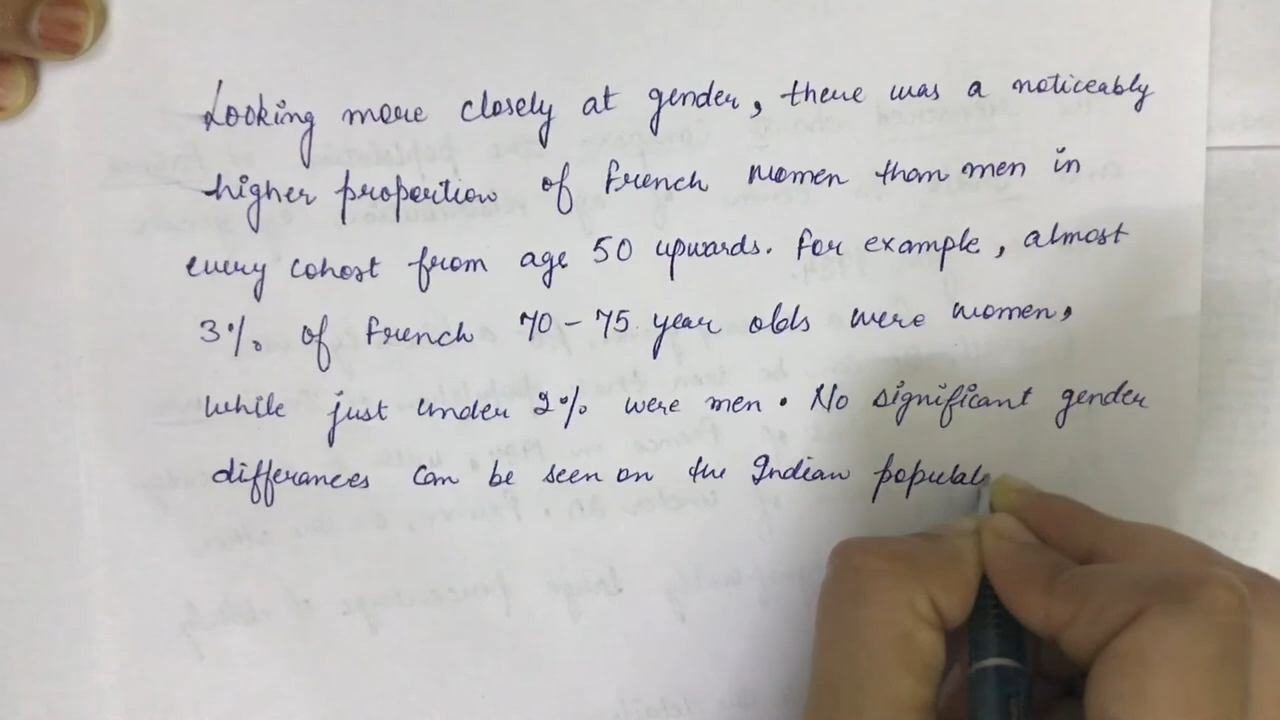 Looking more closely at gender, there was a noticeably
higher proportion of French women than men in
every cohort from age 50 upwards. For example, almost
3% of French 70-75 year olds were women,
while just under 2% were men. No significant gender
differances can be seen on the Indian populat